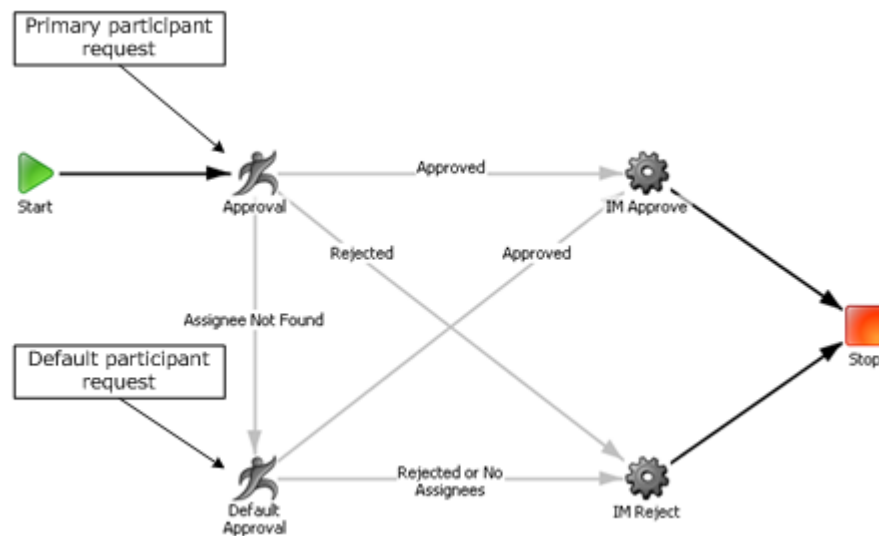 Primary participant
request
Approved
Start
Approval
IM Approve
Rejected
Approved
Assignee Not Found
Stop
Default participant
request
Rejected or No
Assignees
Default
Approval
IM Reject